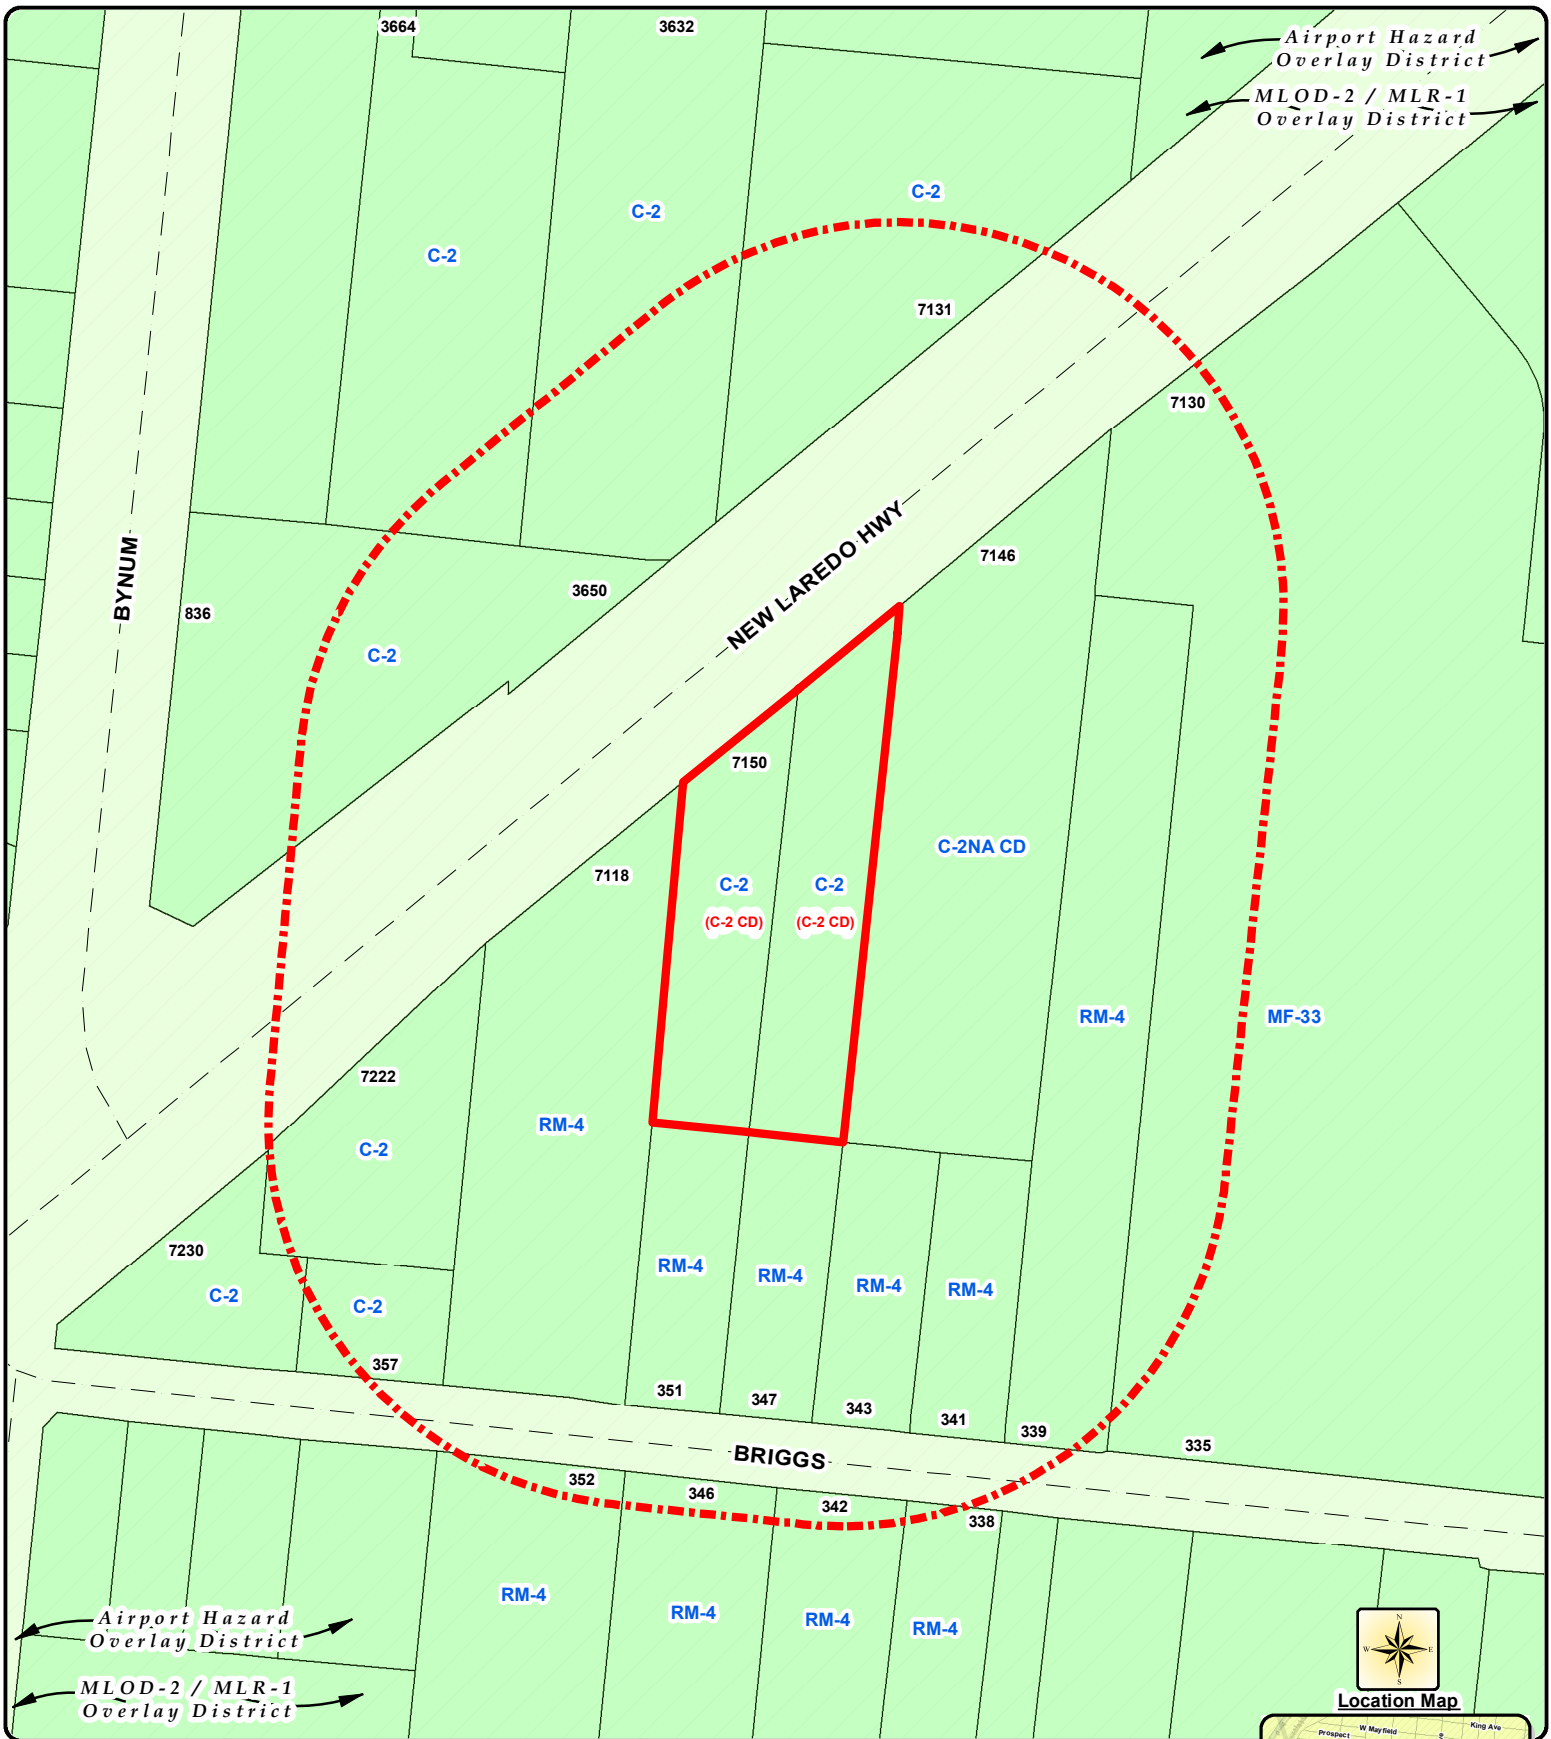 3664
3632
Airport Hazard
Overlay District
MLOD-2 / MLR-1
Overlay District
C-2
C-2
C-2
7131
7130
NEW LAREDO HWY
BYNUM
7146
3650
836
C-2
7150
C-2NA CD
7118
C-2
C-2
(C-2 CD)
(C-2 CD)
RM-4
MF-33
7222
RM-4
C-2
7230
RM-4
RM-4
RM-4
RM-4
C-2
C-2
357
351
347
343
341
339
335
BRIGGS
352
346
342
338
RM-4
RM-4
RM-4
RM-4
Airport Hazard
Overlay District
MLOD-2 / MLR-1
Overlay District
N
W
E
S
Location Map
Prospect
W Mayfield
King Ave